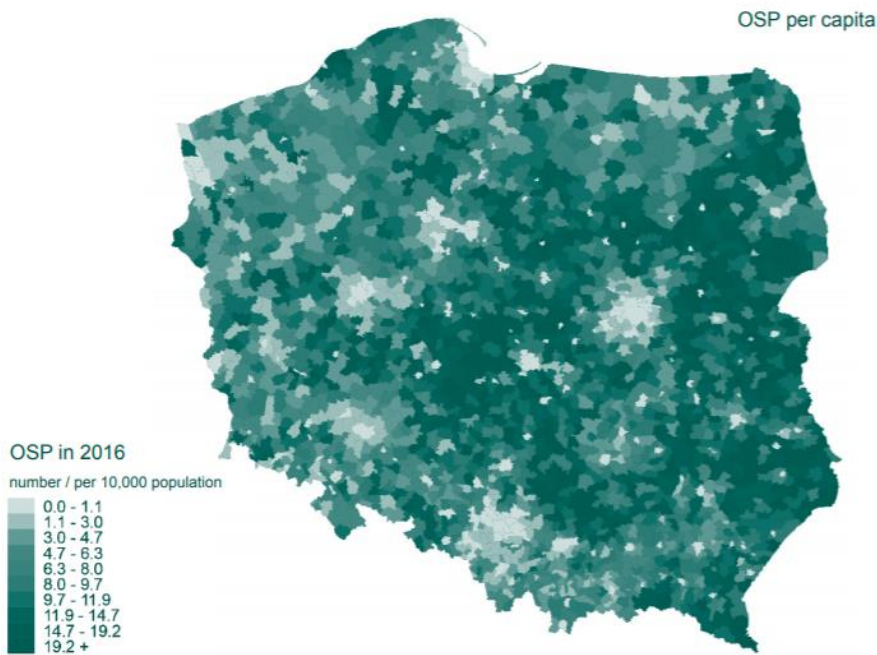 OSP per capita
OSP in 2016
number / per 10,000 population
0.0 - 1.1
1.1 - 3.0
3.0 - 4.7
4.7 - 6.3
6.3 - 8.0
8.0 - 9.7
9.7 - 11.9
11.9 - 14.7
14.7 - 19.2
19.2 +